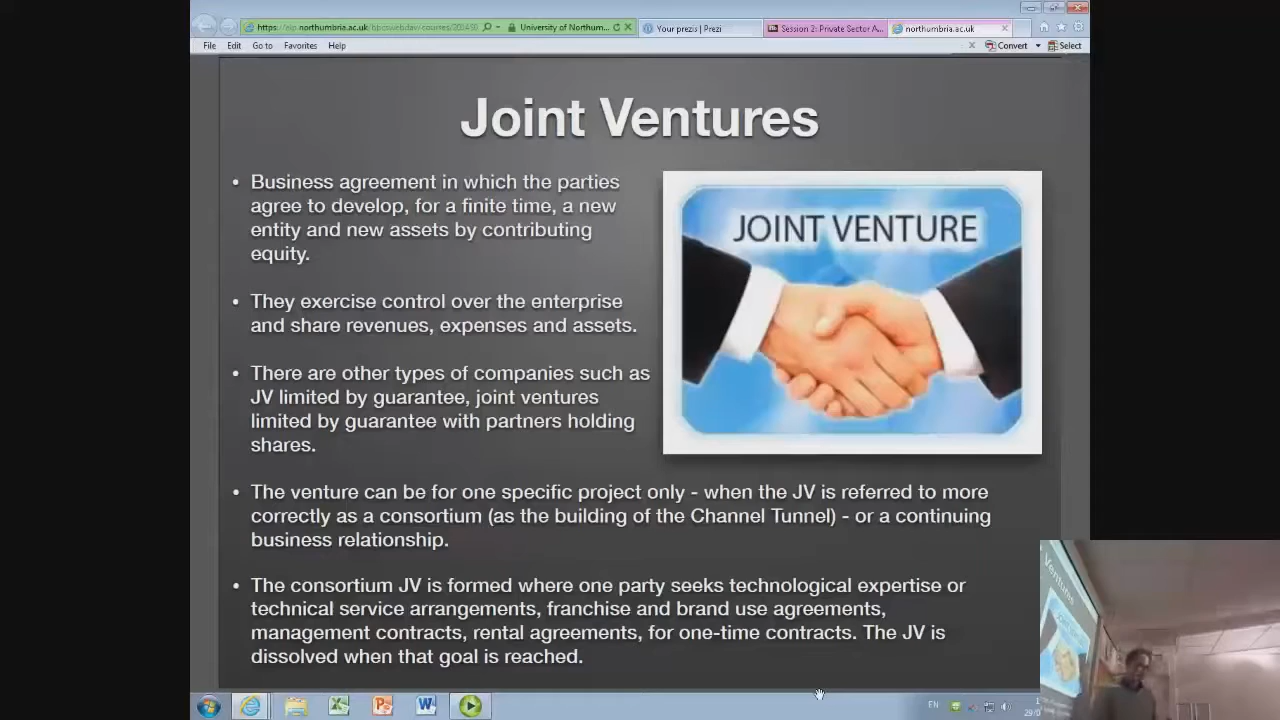 https://elp.northumbria.ac.uk
University of Northum...
Your prezis | Prezi
Session 2: Private Sector A...
northumbria.ac.uk
File Edit Go to Favorites Help
Convert Select
Joint Ventures
• Business agreement in which the parties
agree to develop, for a finite time, a new
entity and new assets by contributing
equity.
• They exercise control over the enterprise
and share revenues, expenses and assets.
• There are other types of companies such as
JV limited by guarantee, joint ventures
limited by guarantee with partners holding
shares.
JOINT VENTURE
• The venture can be for one specific project only - when the JV is referred to more
correctly as a consortium (as the building of the Channel Tunnel) - or a continuing
business relationship.
• The consortium JV is formed where one party seeks technological expertise or
technical service arrangements, franchise and brand use agreements,
management contracts, rental agreements, for one-time contracts. The JV is
dissolved when that goal is reached.
EN